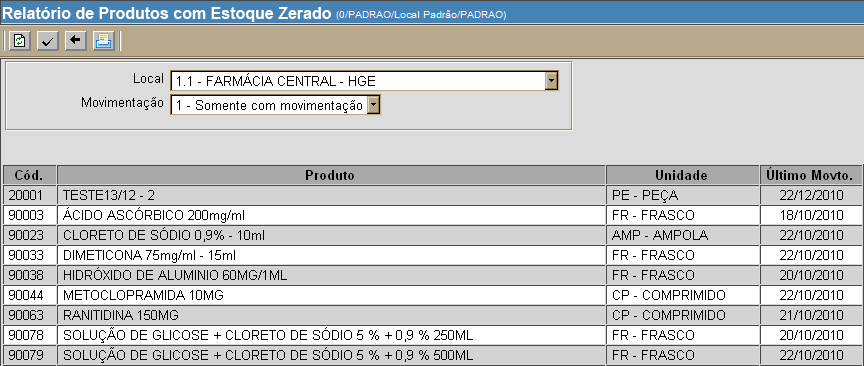 Relatório de Produtos com Estoque Zerado (0/PADRAO/Local Padrão/PADRAO)
Local 1.1 - FARMÁCIA CENTRAL - HGE
Movimentação 1 - Somente com movimentação
Cód. Produto Unidade Último Movto.
20001 TESTE13/12 - 2 PE - PEÇA 22/12/2010
90003 ÁCIDO ASCÓRBICO 200mg/ml FR - FRASCO 18/10/2010
90023 CLORETO DE SÓDIO 0,9% - 10ml AMP - AMPOLA 22/10/2010
90033 DIMETICONA 75mg/ml - 15ml FR - FRASCO 22/10/2010
90038 HIDRÓXIDO DE ALUMINIO 60MG/1ML FR - FRASCO 20/10/2010
90044 METOCLOPRAMIDA 10MG CP - COMPRIMIDO 22/10/2010
90063 RANITIDINA 150MG CP - COMPRIMIDO 21/10/2010
90078 SOLUÇÃO DE GLICOSE + CLORETO DE SÓDIO 5 % + 0,9 % 250ML FR - FRASCO 20/10/2010
90079 SOLUÇÃO DE GLICOSE + CLORETO DE SÓDIO 5 % + 0,9 % 500ML FR - FRASCO 22/10/2010